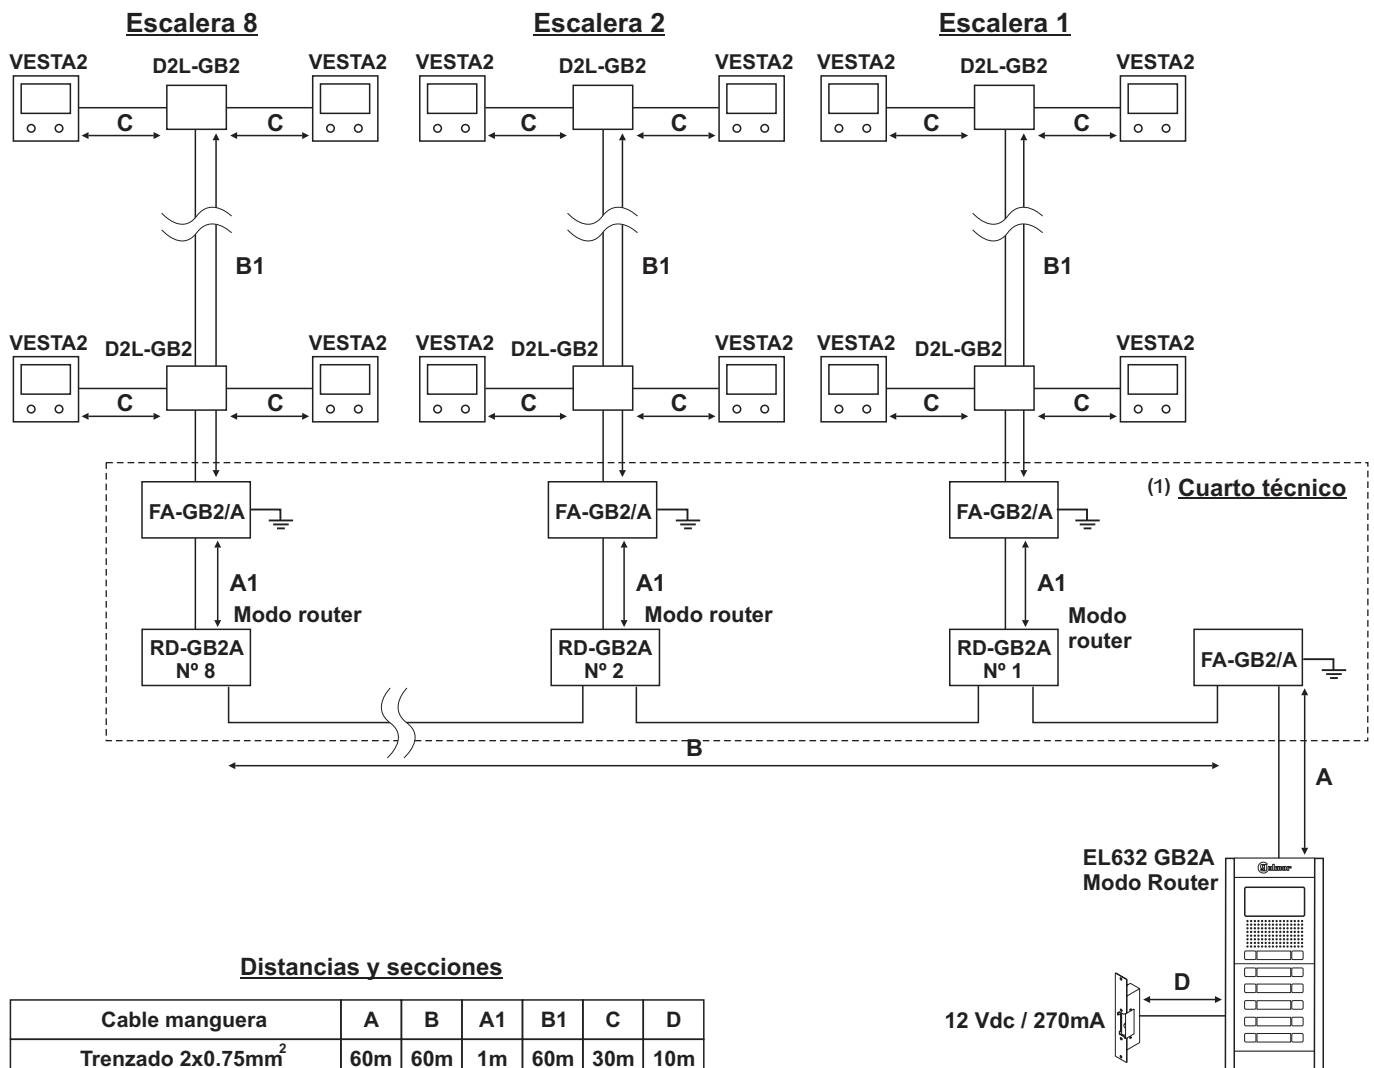 Escalera 8
Escalera 2
Escalera 1
VESTA2
D2L-GB2
VESTA2
VESTA2
D2L-GB2
VESTA2
VESTA2
D2L-GB2
VESTA2
C
C
C
C
C
C
B1
B1
B1
VESTA2
D2L-GB2
VESTA2
VESTA2
D2L-GB2
VESTA2
VESTA2
D2L-GB2
VESTA2
C
C
C
C
C
C
(1) Cuarto técnico
FA-GB2/A
FA-GB2/A
FA-GB2/A
A1
A1
A1
Modo router
Modo router
Modo
router
RD-GB2A
Nº 8
RD-GB2A
Nº 2
RD-GB2A
Nº 1
FA-GB2/A
B
A
EL632 GB2A
Modo Router
golmar
Distancias y secciones
D
12 Vdc / 270mA
Cable manguera A B A1 B1 C D
Trenzado 2x0.75mm² 60m 60m 1m 60m 30m 10m